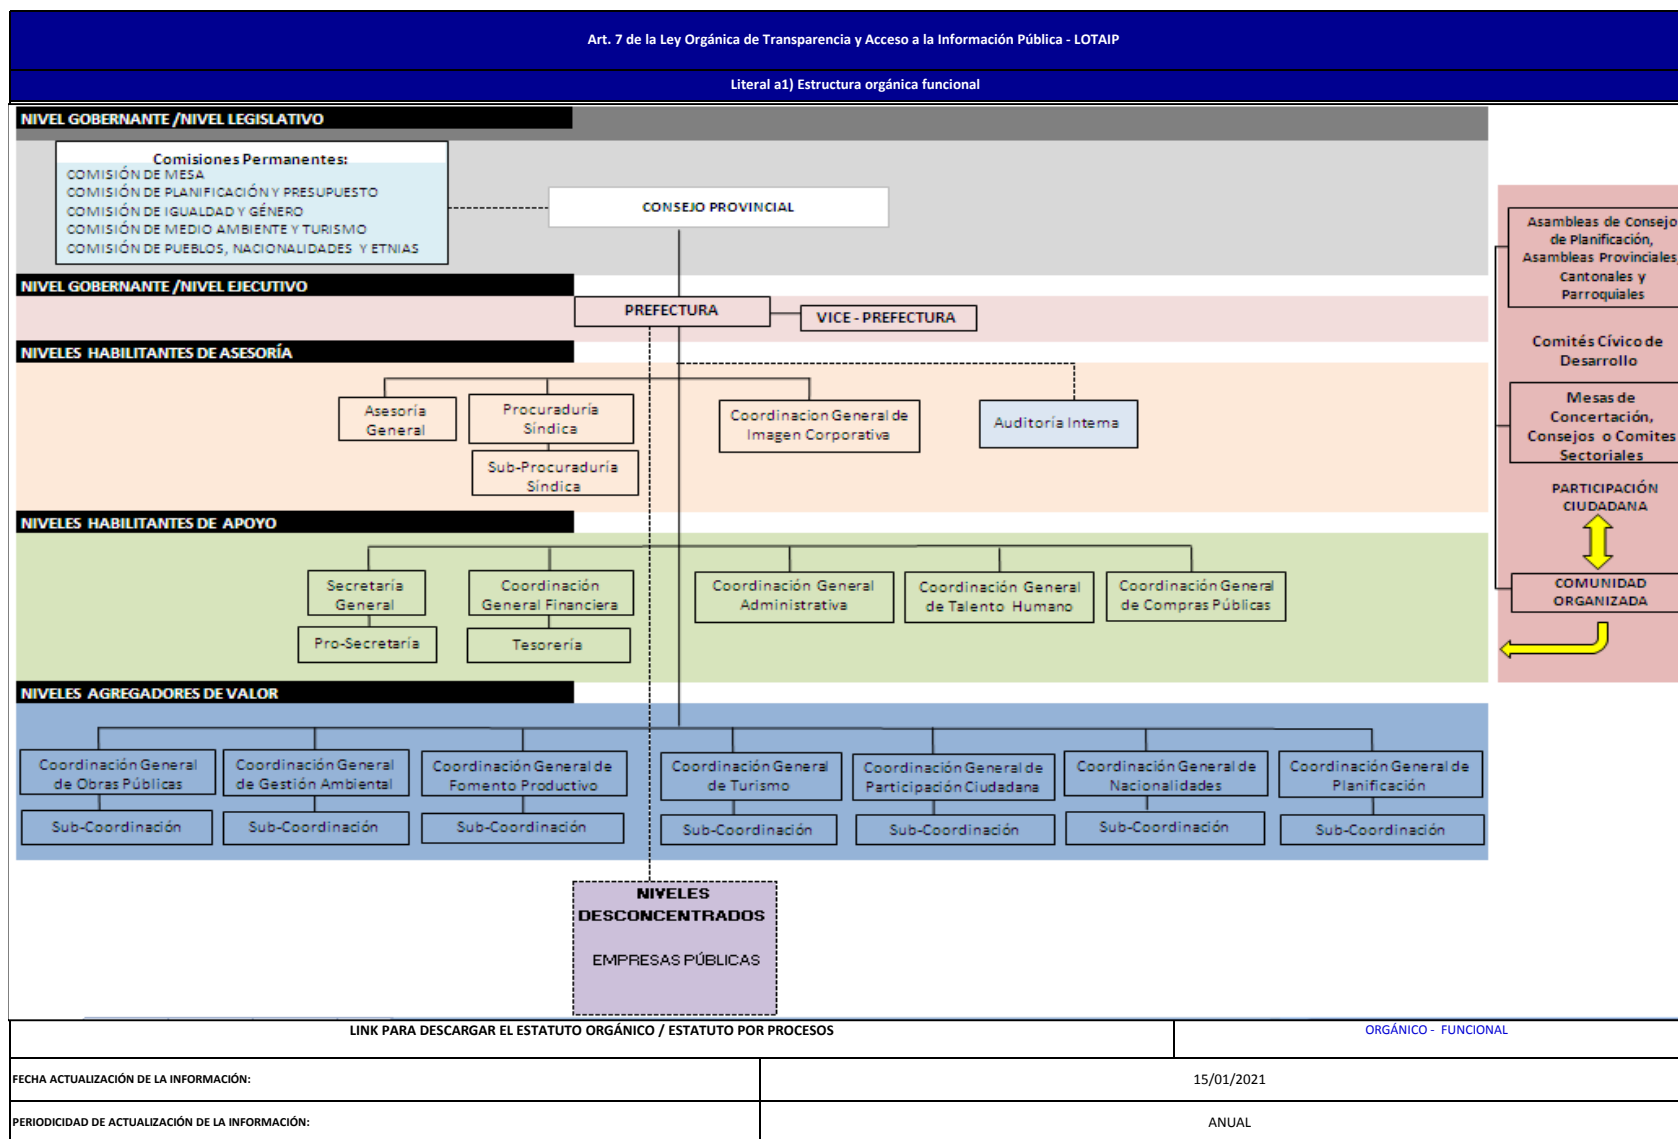 Art. 7 de la Ley Orgánica de Transparencia y Acceso a la Información Pública - LOTAIP
Literal a1) Estructura orgánica funcional
NIVEL GOBERNANTE /NIVEL LEGISLATIVO
Comisiones Permanentes:
COMISIÓN DE MESA
COMISIÓN DE PLANIFICACIÓN Y PRESUPUESTO
COMISIÓN DE IGUALDAD Y GÉNERO
COMISIÓN DE MEDIO AMBIENTE Y TURISMO
COMISIÓN DE PUEBLOS, NACIONALIDADES Y ETNIAS
CONSEJO PROVINCIAL
NIVEL GOBERNANTE /NIVEL EJECUTIVO
PREFECTURA
VICE - PREFECTURA
NIVELES HABILITANTES DE ASESORÍA
Asesoría
General
Procuraduría
Síndica
Sub-Procuraduría
Síndica
Coordinacion General de
Imagen Corporativa
Auditoría Interna
NIVELES HABILITANTES DE APOYO
Secretaría
General
Pro-Secretaría
Coordinación
General Financiera
Tesorería
Coordinación General
Administrativa
Coordinación General
de Talento Humano
Coordinación General
de Compras Públicas
NIVELES AGREGADORES DE VALOR
Coordinación General
de Obras Públicas
Sub-Coordinación
Coordinación General
de Gestión Ambiental
Sub-Coordinación
Coordinación General de
Fomento Productivo
Sub-Coordinación
Coordinación General
de Turismo
Sub-Coordinación
Coordinación General de
Participación Ciudadana
Sub-Coordinación
Coordinación General de
Nacionalidades
Sub-Coordinación
Coordinación General de
Planificación
Sub-Coordinación
NIVELES
DESCONCENTRADOS
EMPRESAS PÚBLICAS
Asambleas de Consejo
de Planificación,
Asambleas Provinciales,
Cantonales y
Parroquiales
Comités Cívico de
Desarrollo
Mesas de
Concertación,
Consejos o Comites
Sectoriales
PARTICIPACIÓN
CIUDADANA
COMUNIDAD
ORGANIZADA
LINK PARA DESCARGAR EL ESTATUTO ORGÁNICO / ESTATUTO POR PROCESOS
ORGÁNICO - FUNCIONAL
FECHA ACTUALIZACIÓN DE LA INFORMACIÓN:
15/01/2021
PERIODICIDAD DE ACTUALIZACIÓN DE LA INFORMACIÓN:
ANUAL